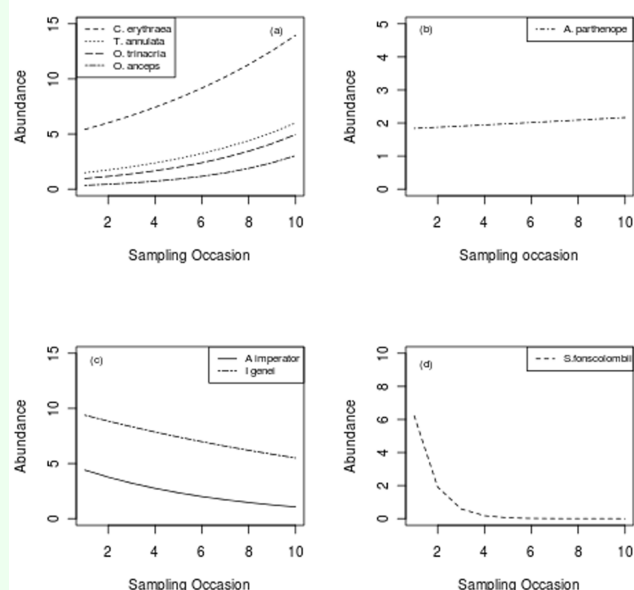 (a)
C. erythraea
T. annulata
O. trinacria
O. anceps
Abundance
0 5 10 15
2 4 6 8 10
Sampling Occasion
(b)
A. parthenope
Abundance
0 1 2 3 4 5
2 4 6 8 10
Sampling occasion
(c)
A imperator
I genei
Abundance
0 5 10 15
2 4 6 8 10
Sampling Occasion
(d)
S.fonscolombii
Abundance
0 2 4 6 8 10
2 4 6 8 10
Sampling Occasion